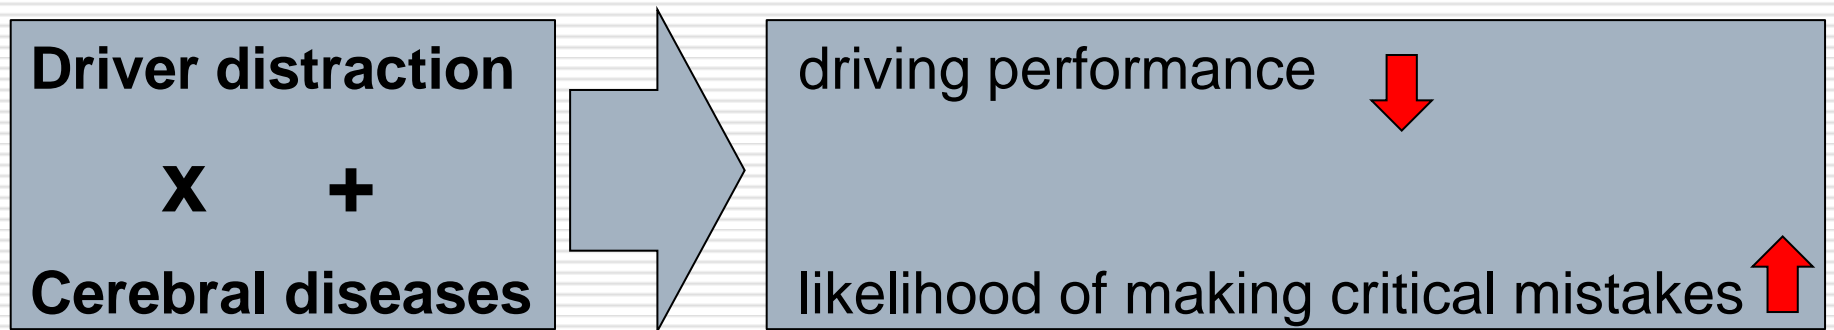 Driver distraction
x +
Cerebral diseases
driving performance
likelihood of making critical mistakes